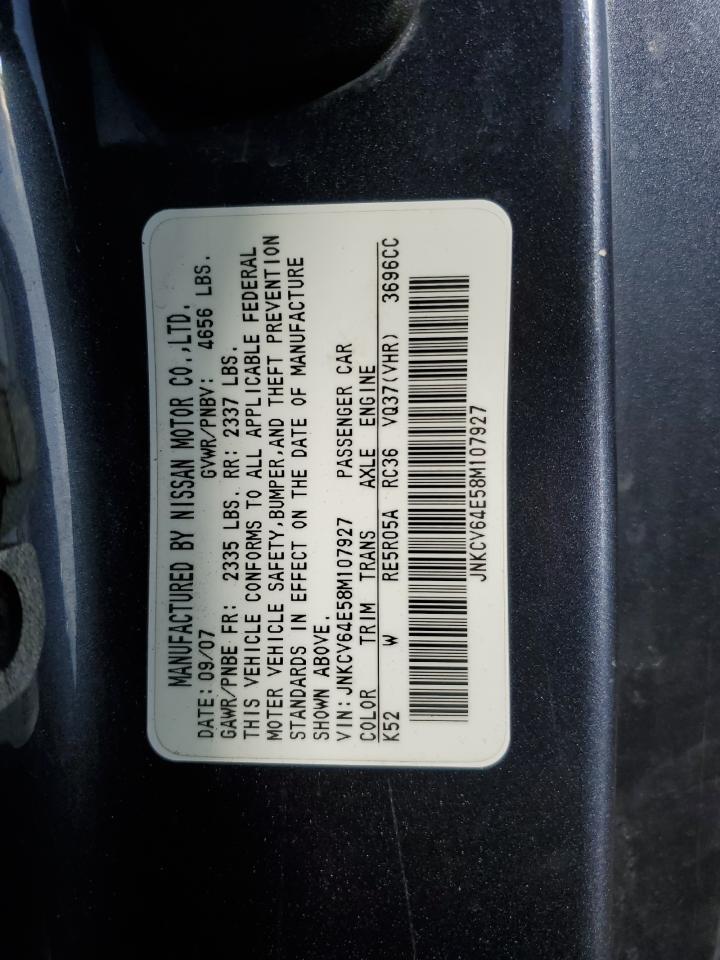 MANUFACTURED BY NISSAN MOTOR CO.,LTD.
DATE: 09/07 GVWR/PNBV: 4656 LBS.
GAWR/PNBE FR: 2335 LBS. RR: 2337 LBS.
THIS VEHICLE CONFORMS TO ALL APPLICABLE FEDERAL
MOTER VEHICLE SAFETY,BUMPER,AND THEFT PREVENTION
STANDARDS IN EFFECT ON THE DATE OF MANUFACTURE
SHOWN ABOVE.
VIN: JNKCV64E58M107927 PASSENGER CAR
COLOR TRIM TRANS AXLE ENGINE
K52 W RE5R05A RC36 VQ37(VHR) 3696CC
JNKCV64E58M107927